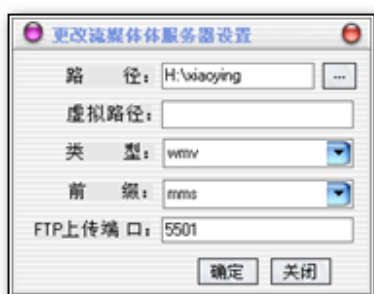 更改流媒体体服务器设置
路 径: H:\xiaoying ...
虚拟路径:
类 型: wmv
前 缀: mms
FTP上传端 口: 5501
确定 关闭